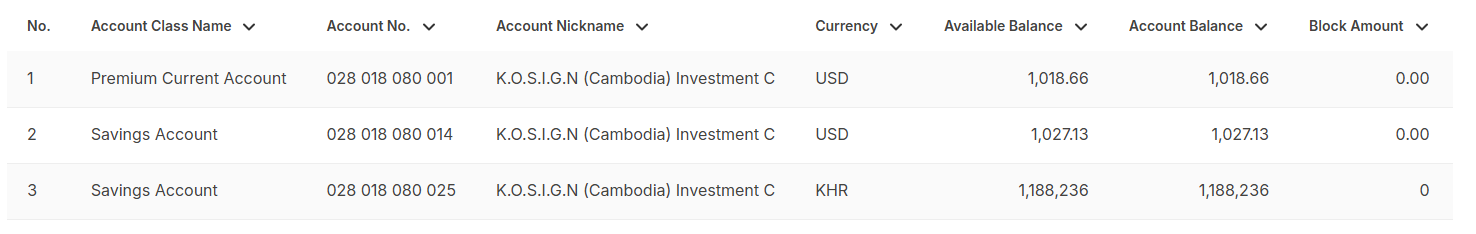 No. Account Class Name Account No. Account Nickname Currency Available Balance Account Balance Block Amount
1 Premium Current Account 028 018 080 001 K.O.S.I.G.N (Cambodia) Investment C USD 1,018.66 1,018.66 0.00
2 Savings Account 028 018 080 014 K.O.S.I.G.N (Cambodia) Investment C USD 1,027.13 1,027.13 0.00
3 Savings Account 028 018 080 025 K.O.S.I.G.N (Cambodia) Investment C KHR 1,188,236 1,188,236 0